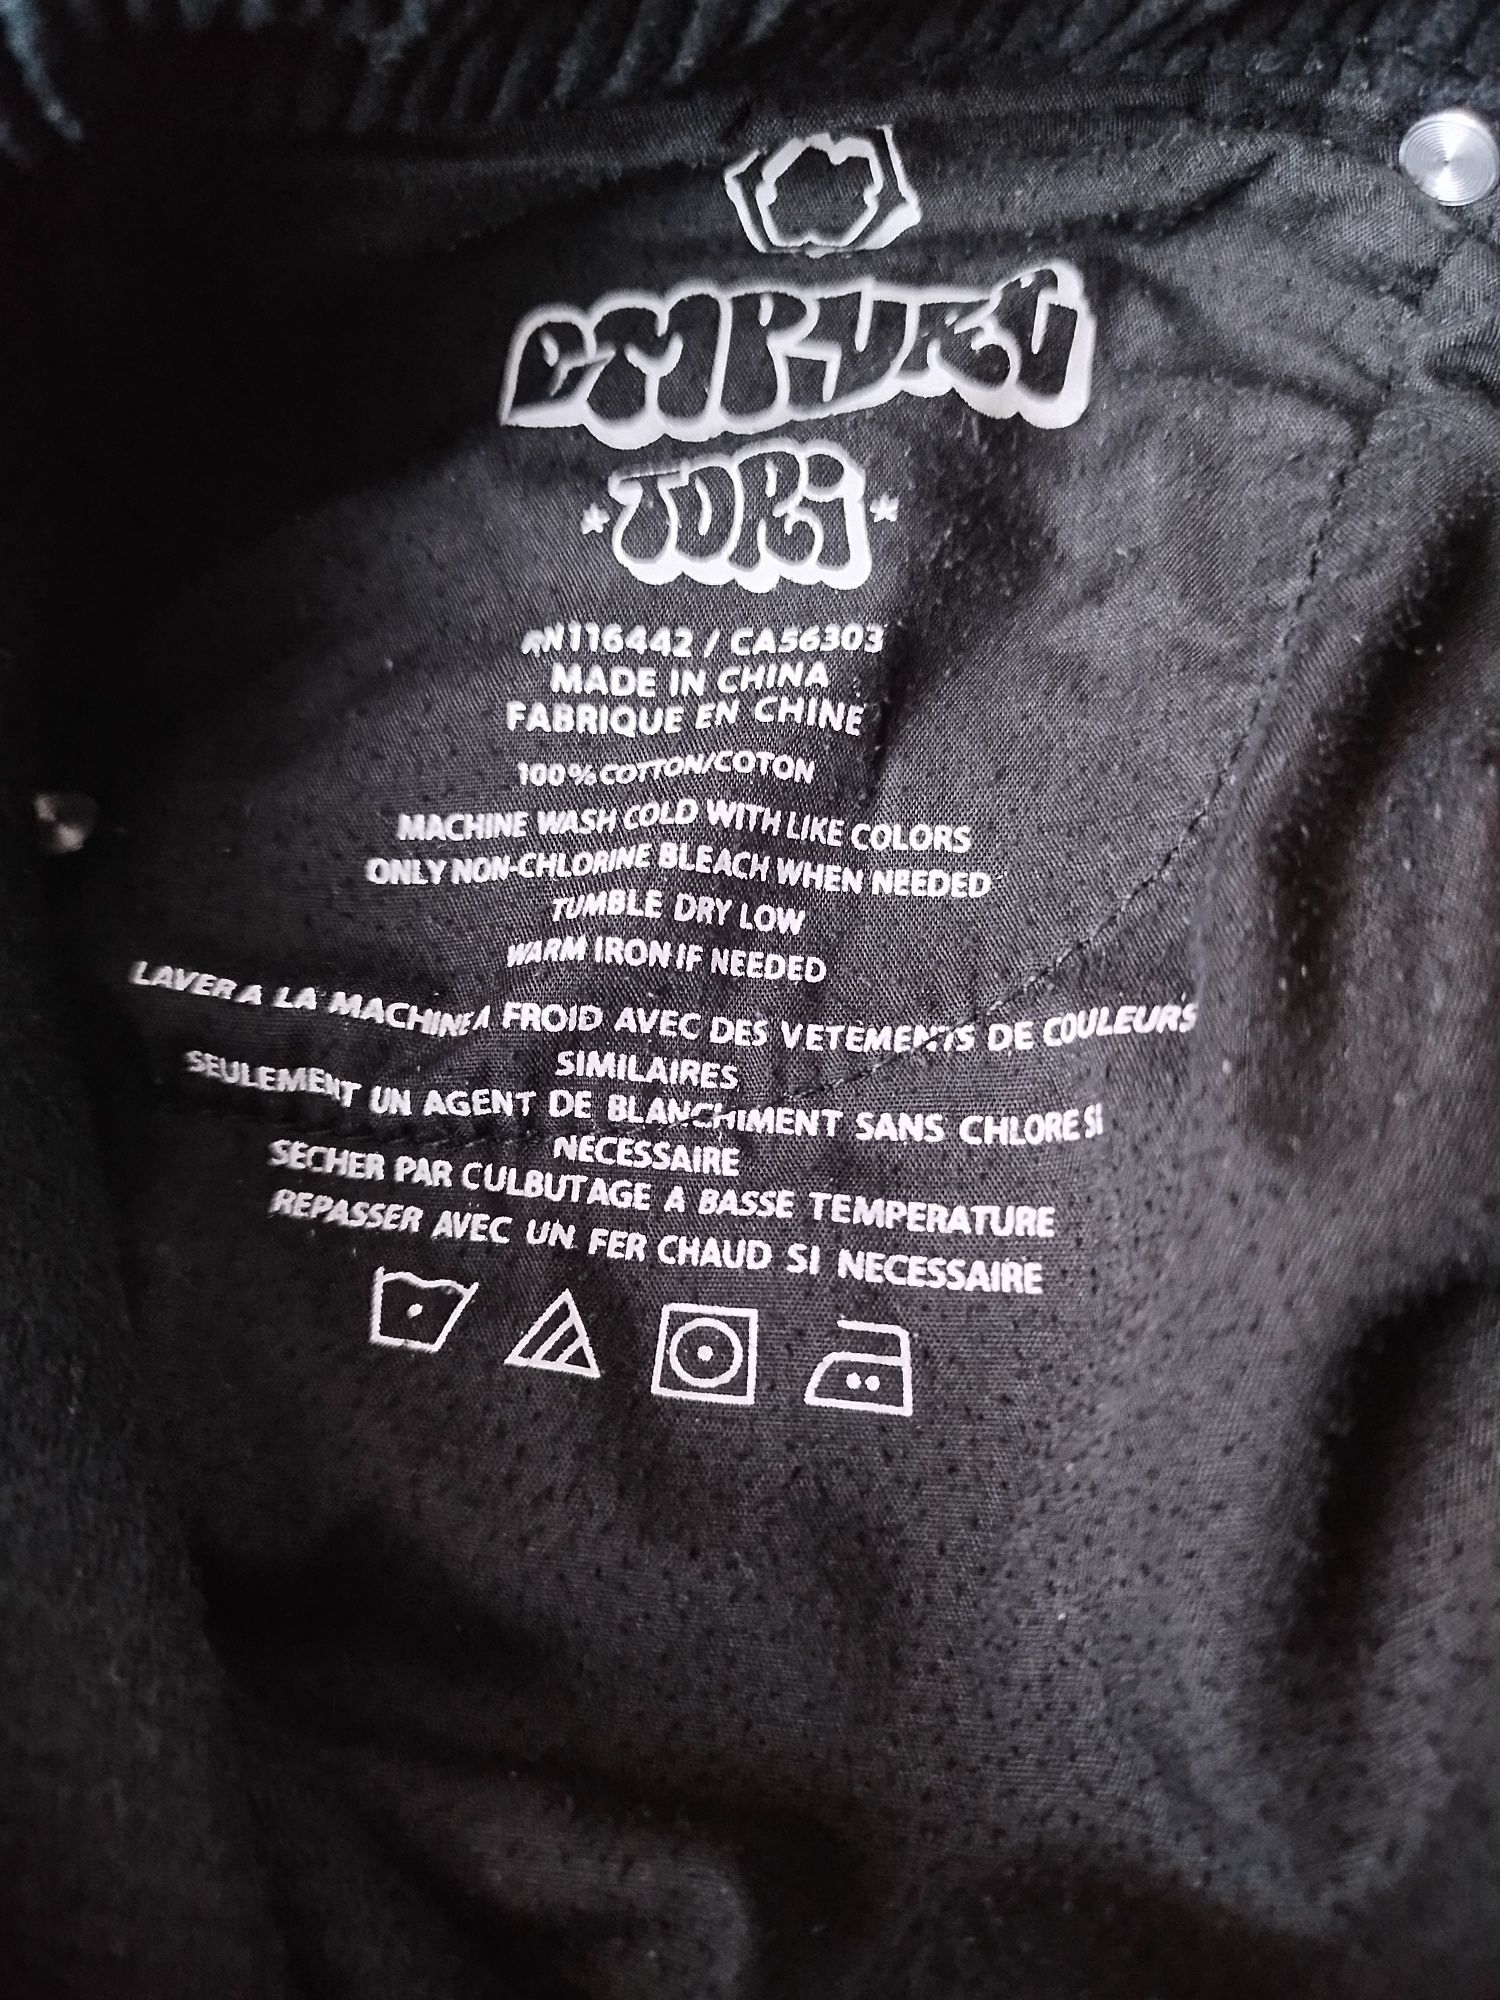 EMPYRE
TORI
RN116442 / CA56303
MADE IN CHINA
FABRIQUE EN CHINE
100% COTTON/COTON
MACHINE WASH COLD WITH LIKE COLORS
ONLY NON-CHLORINE BLEACH WHEN NEEDED
TUMBLE DRY LOW
WARM IRON IF NEEDED
LAVER A LA MACHINE A FROID AVEC DES VETEMENTS DE COULEURS
SIMILAIRES
SEULEMENT UN AGENT DE BLANCHIMENT SANS CHLORE SI
NECESSAIRE
SECHER PAR CULBUTAGE A BASSE TEMPERATURE
REPASSER AVEC UN FER CHAUD SI NECESSAIRE